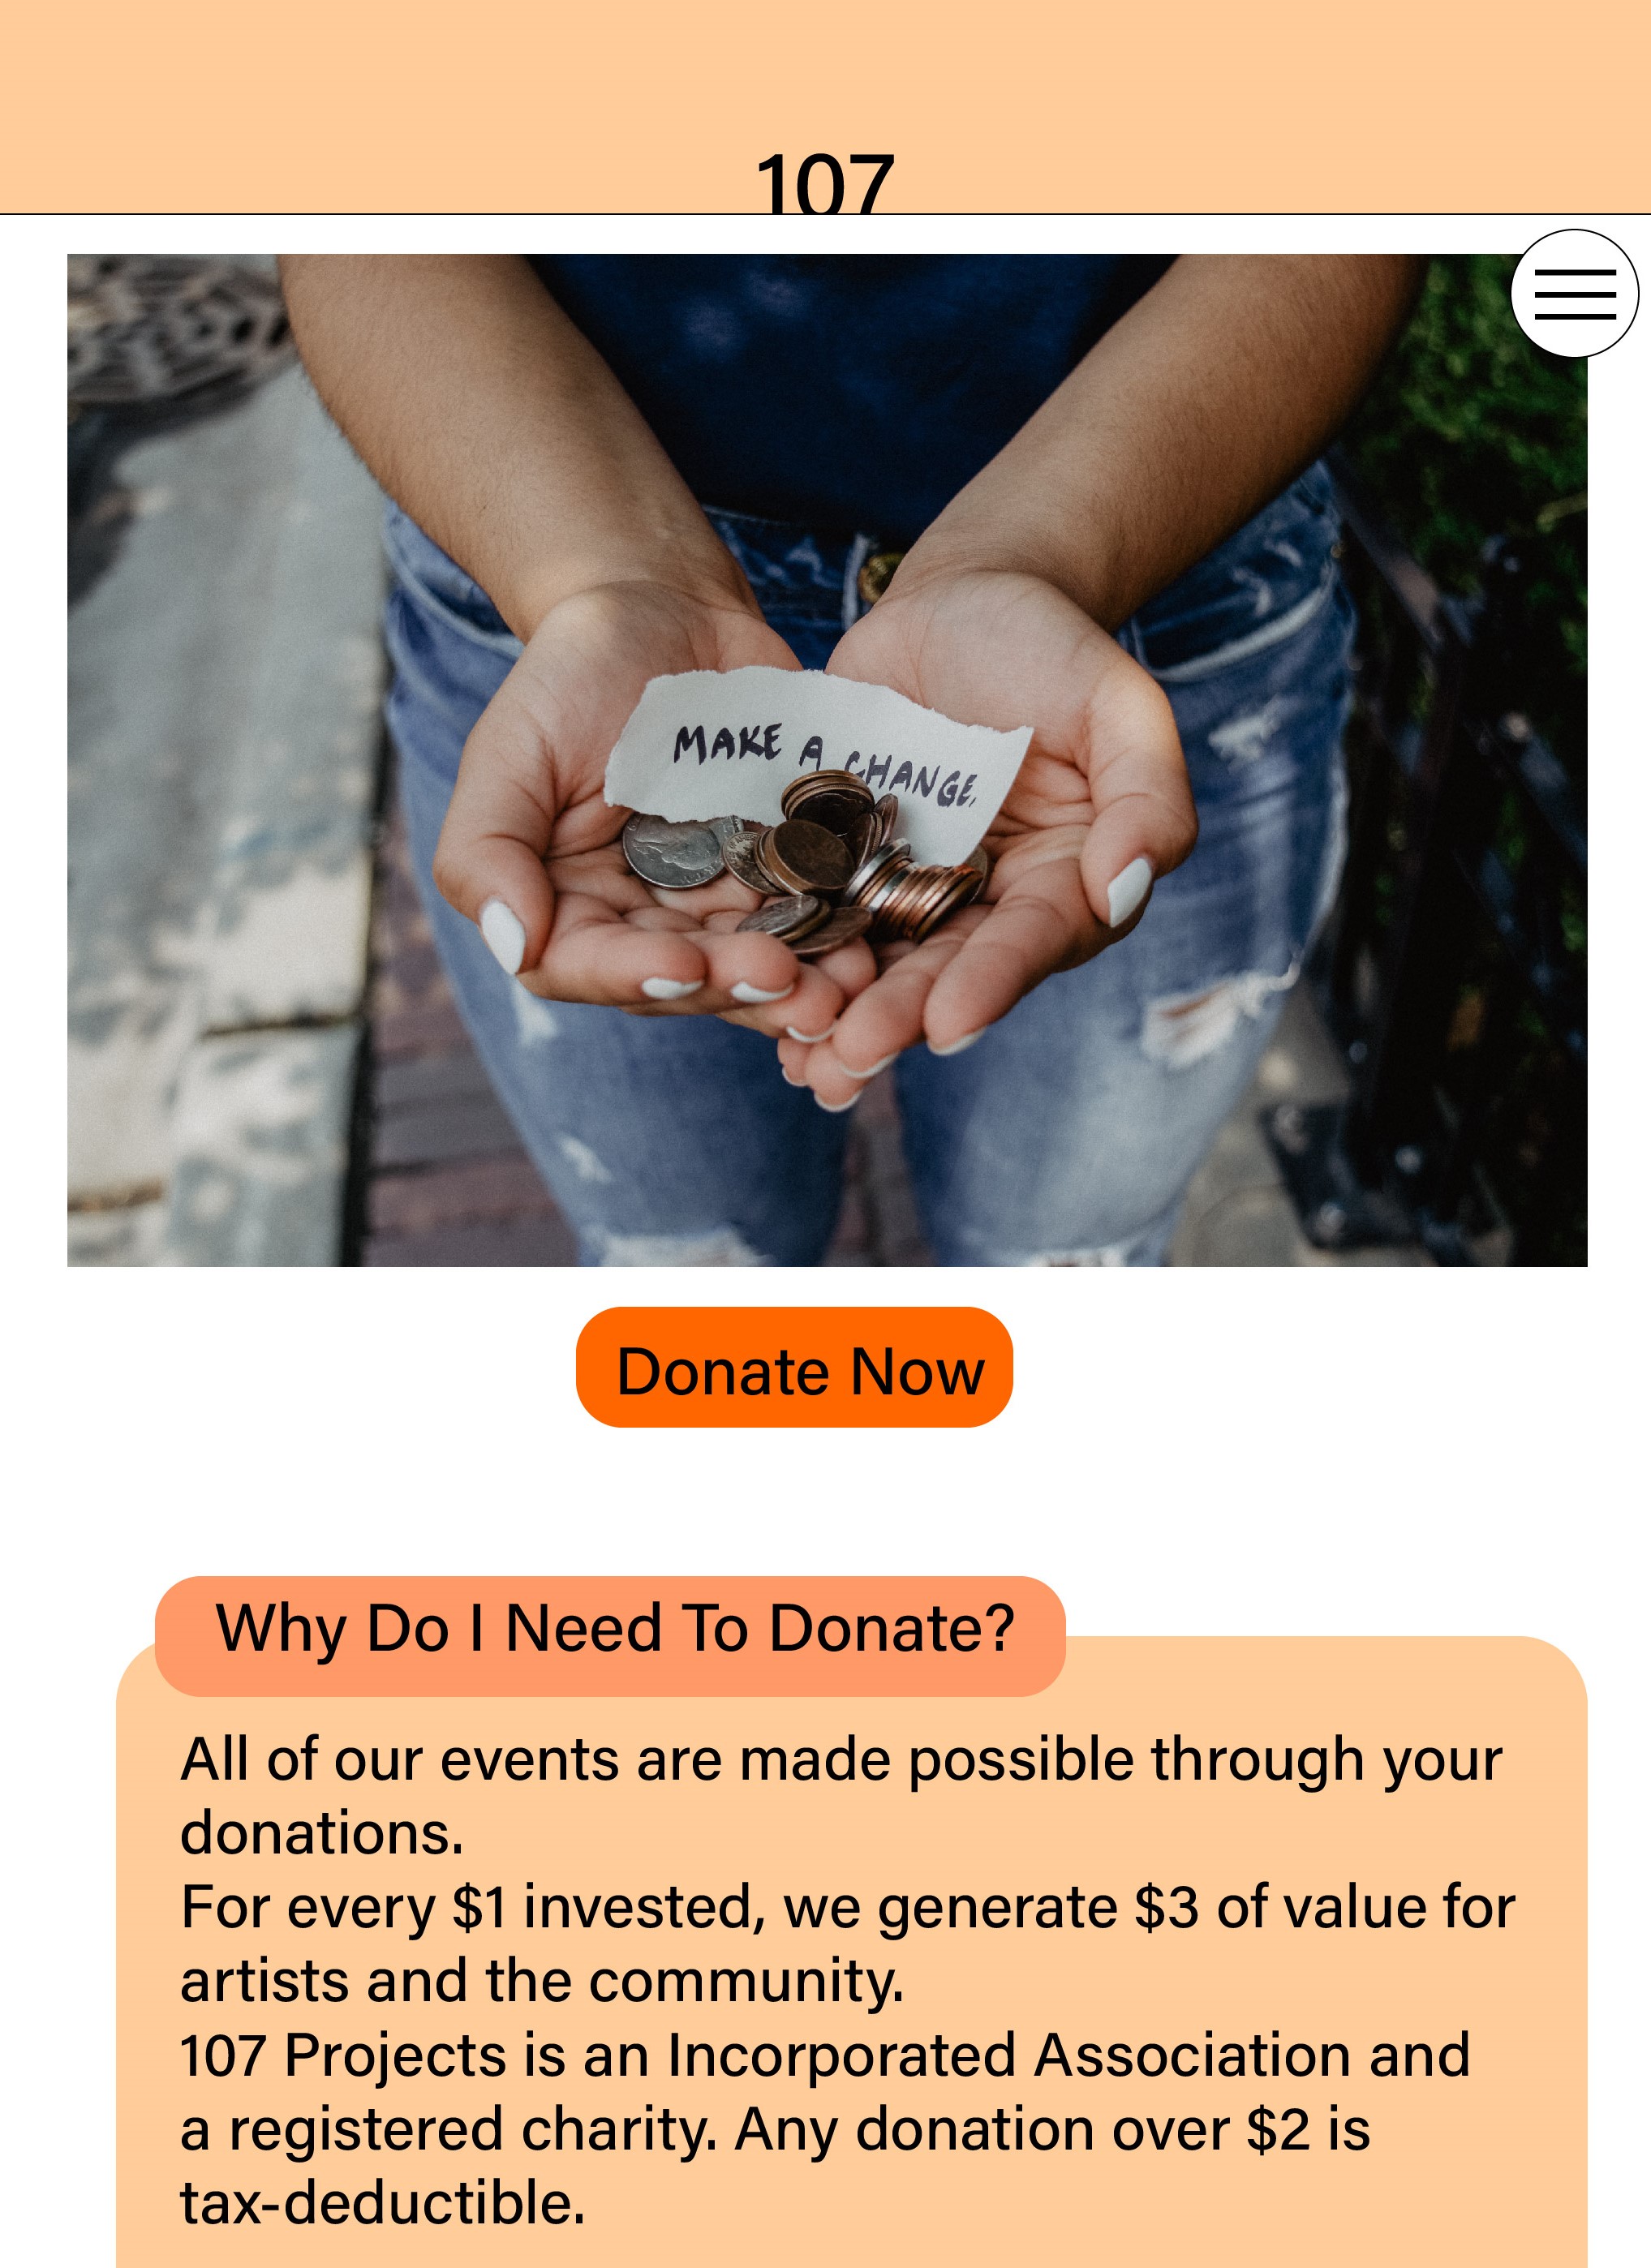 107
MAKE A CHANGE.
Donate Now
Why Do I Need To Donate?
All of our events are made possible through your
donations.
For every $1 invested, we generate $3 of value for
artists and the community.
107 Projects is an Incorporated Association and
a registered charity. Any donation over $2 is
tax-deductible.